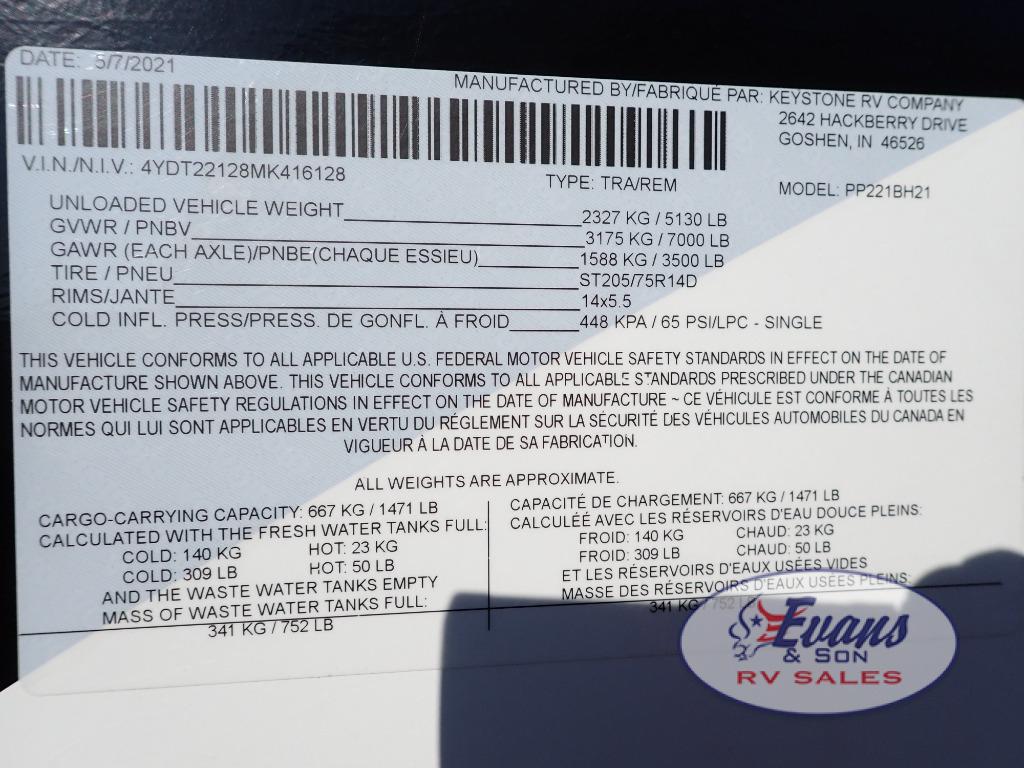 DATE: 5/7/2021
MANUFACTURED BY/FABRIQUÉ PAR: KEYSTONE RV COMPANY
2642 HACKBERRY DRIVE
GOSHEN, IN 46526
V.I.N./N.I.V.: 4YDT22128MK416128
TYPE: TRA/REM
MODEL: PP221BH21
UNLOADED VEHICLE WEIGHT 2327 KG / 5130 LB
GVWR / PNBV 3175 KG / 7000 LB
GAWR (EACH AXLE)/PNBE(CHAQUE ESSIEU) 1588 KG / 3500 LB
TIRE / PNEU ST205/75R14D
RIMS/JANTE 14x5.5
COLD INFL. PRESS/PRESS. DE GONFL. À FROID 448 KPA / 65 PSI/LPC - SINGLE
THIS VEHICLE CONFORMS TO ALL APPLICABLE U.S. FEDERAL MOTOR VEHICLE SAFETY STANDARDS IN EFFECT ON THE DATE OF
MANUFACTURE SHOWN ABOVE. THIS VEHICLE CONFORMS TO ALL APPLICABLE STANDARDS PRESCRIBED UNDER THE CANADIAN
MOTOR VEHICLE SAFETY REGULATIONS IN EFFECT ON THE DATE OF MANUFACTURE ~ CE VÉHICULE EST CONFORME À TOUTES LES
NORMES QUI LUI SONT APPLICABLES EN VERTU DU RÉGLEMENT SUR LA SÉCURITÉ DES VÉHICULES AUTOMOBILES DU CANADA EN
VIGUEUR À LA DATE DE SA FABRICATION.
ALL WEIGHTS ARE APPROXIMATE.
CARGO-CARRYING CAPACITY: 667 KG / 1471 LB
CALCULATED WITH THE FRESH WATER TANKS FULL:
COLD: 140 KG HOT: 23 KG
COLD: 309 LB HOT: 50 LB
AND THE WASTE WATER TANKS EMPTY
MASS OF WASTE WATER TANKS FULL:
341 KG / 752 LB
CAPACITÉ DE CHARGEMENT: 667 KG / 1471 LB
CALCULÉE AVEC LES RÉSERVOIRS D'EAU DOUCE PLEINS:
FROID: 140 KG CHAUD: 23 KG
FROID: 309 LB CHAUD: 50 LB
ET LES RÉSERVOIRS D'EAUX USÉES VIDES
MASSE DES RÉSERVOIRS D'EAUX USÉES PLEINS:
341 KG / 752 LB
Evans
& SON
RV SALES